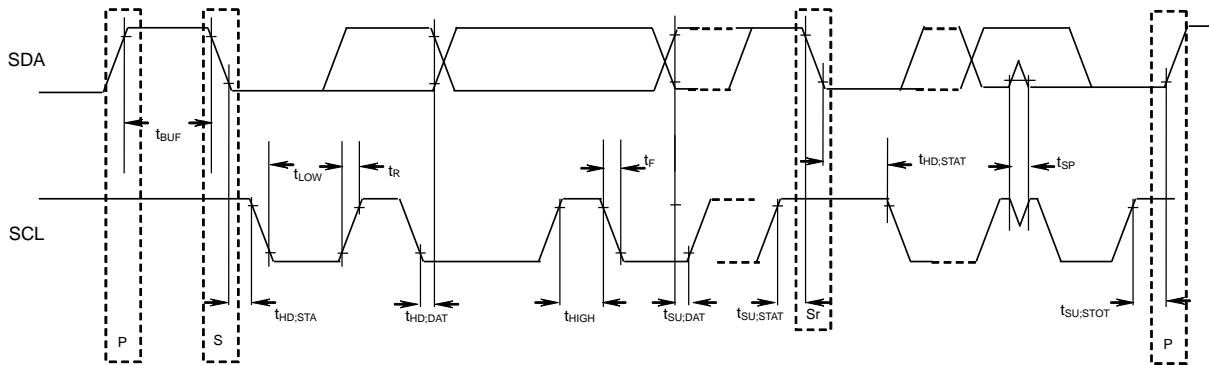 SDA
tBUF
tLOW
tR
tF
tHD;STAT
tSP
SCL
tHD;STA
tHD;DAT
tHIGH
tSU;DAT
tSU;STAT
Sr
tSU;STOT
P
S
P